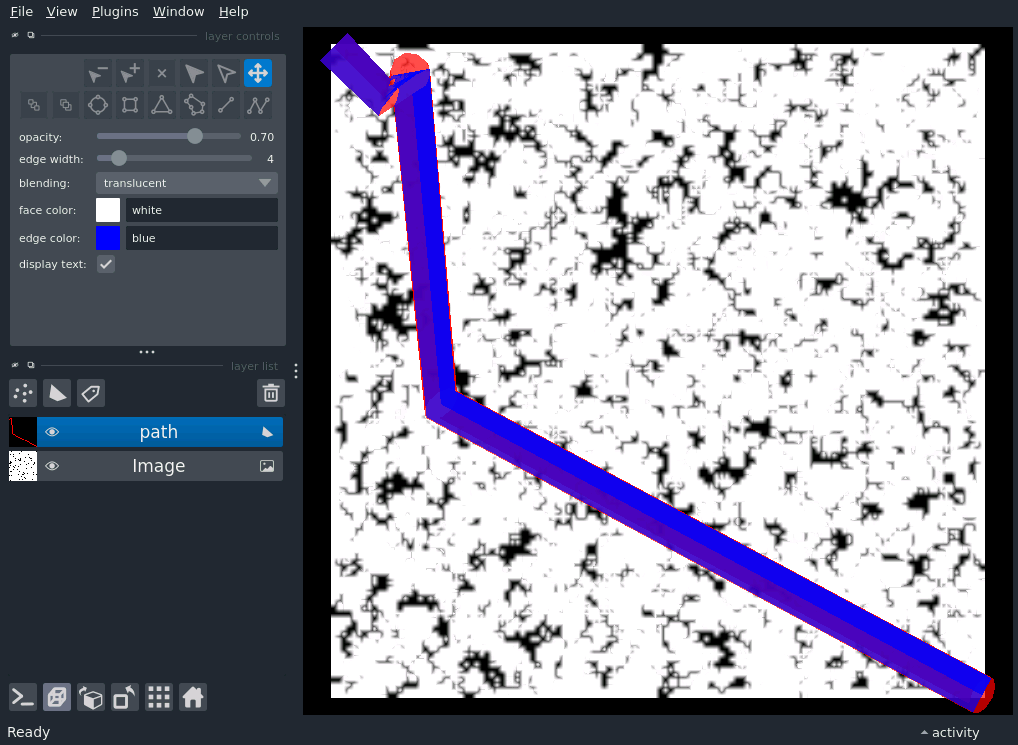 File View Plugins Window Help
layer controls
opacity: 0.70
edge width: 4
blending: translucent
face color: white
edge color: blue
display text:
layer list
path
Image
Ready
activity